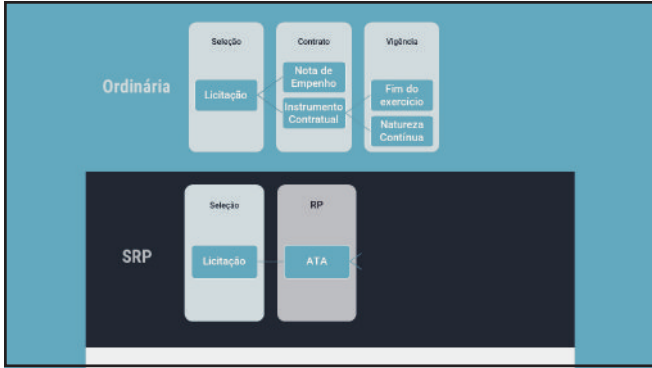 Seleção
Contrato
Vigência
Ordinária
Licitação
Nota de
Empenho
Instrumento
Contratual
Fim do
exercício
Natureza
Contínua
Seleção
RP
SRP
Licitação
ATA